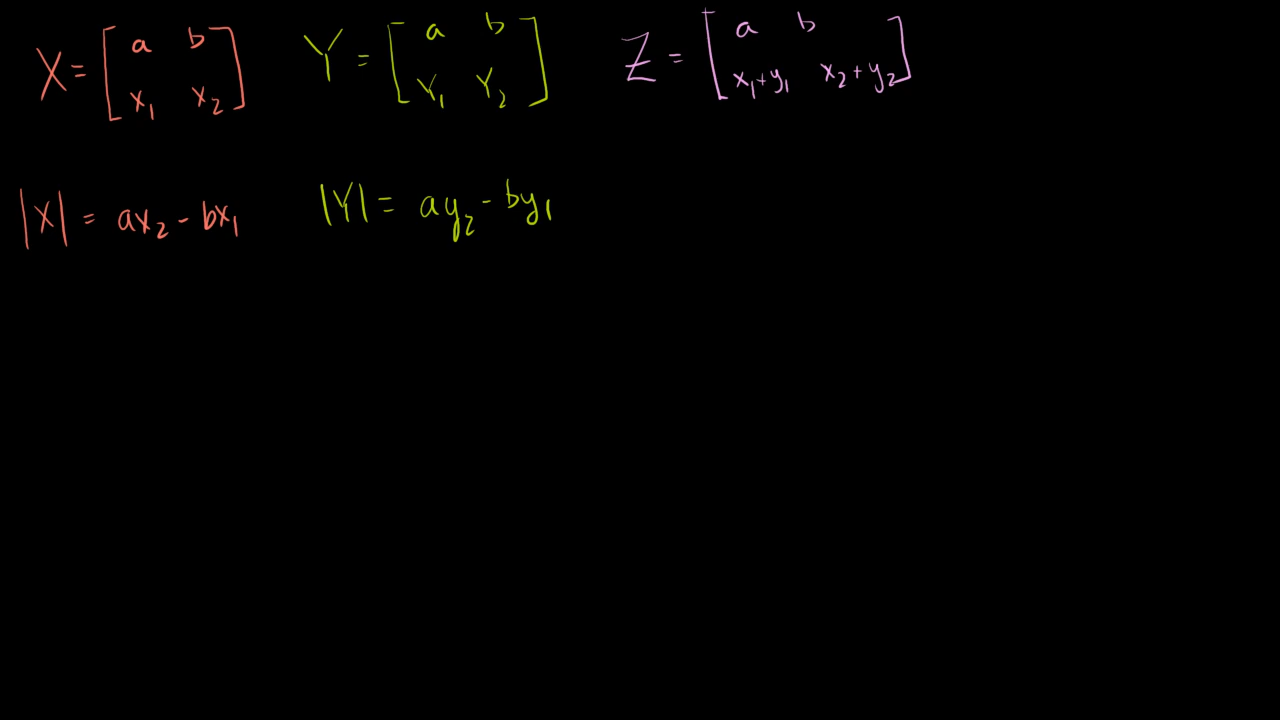 X = [ a b Y = [ a b Z = [ a b
x₁ x₂ ] Y₁ Y₂ ] x₁+y₁ x₂+y₂ ]
|X| = ax₂ - bx₁ |Y| = ay₂ - by₁